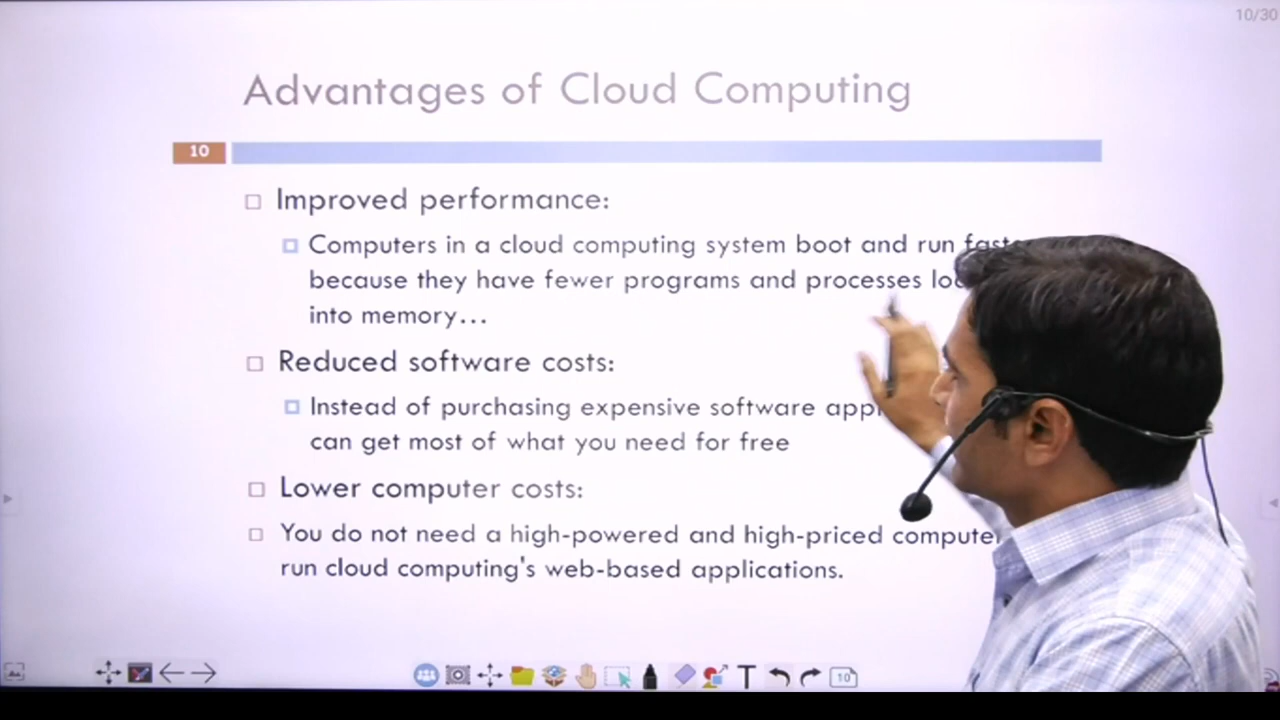 10/30
Advantages of Cloud Computing
10
Improved performance:
Computers in a cloud computing system boot and run
because they have fewer programs and processes
into memory...
Reduced software costs:
Instead of purchasing expensive software
can get most of what you need for free
Lower computer costs:
You do not need a high-powered and high-priced computer
run cloud computing's web-based applications.
T
10